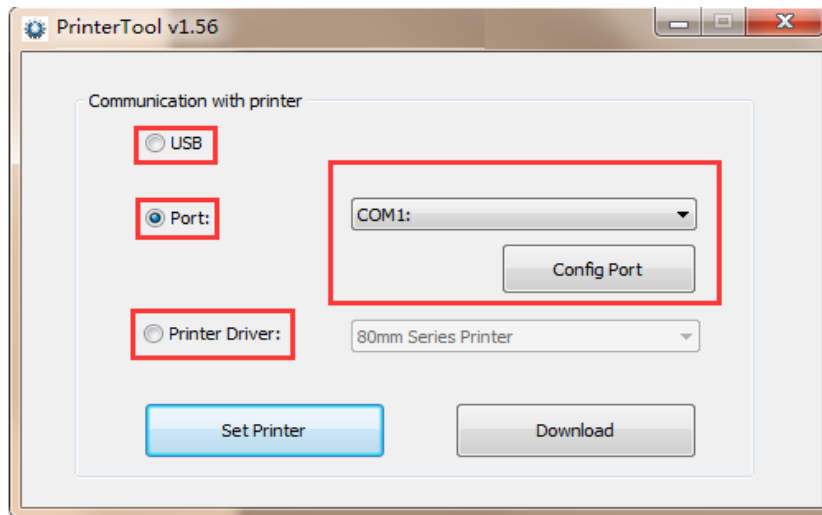 PrinterTool v1.56
Communication with printer
USB
Port:
COM1:
Config Port
Printer Driver:
80mm Series Printer
Set Printer
Download